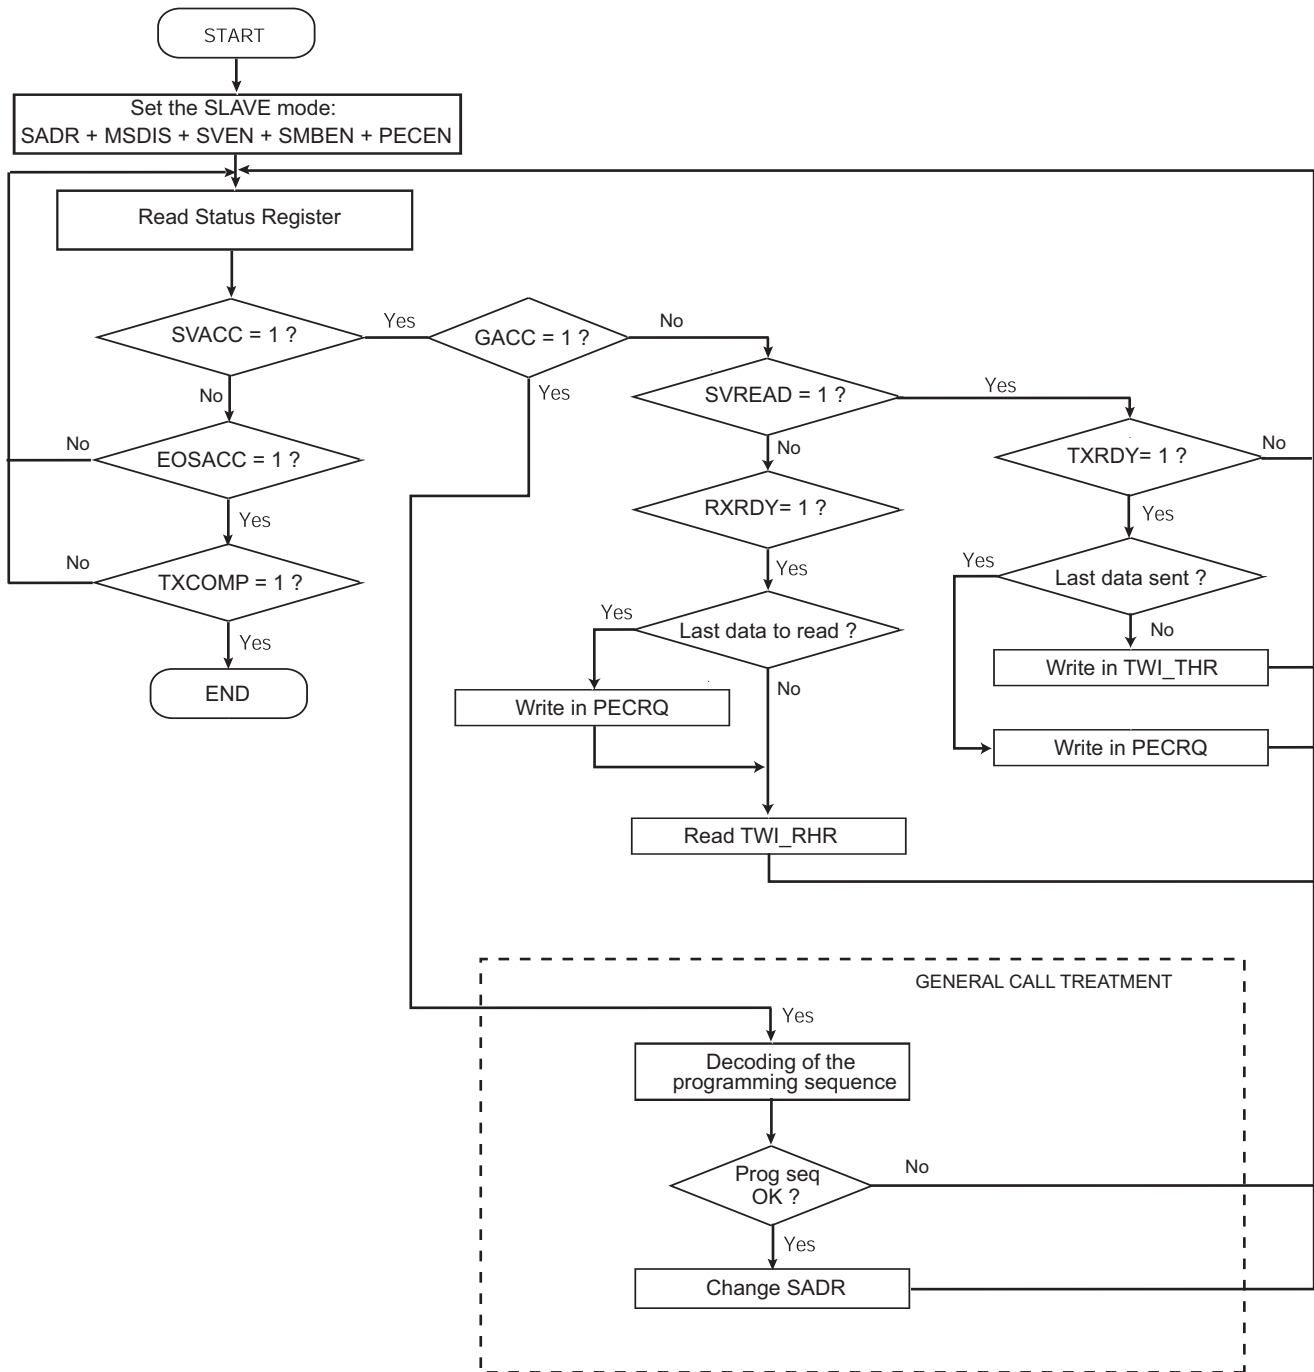 START
Set the SLAVE mode:
SADR + MSDIS + SVEN + SMBEN + PECEN
Read Status Register
SVACC = 1 ?
Yes
GACC = 1 ?
No
No
Yes
SVREAD = 1 ?
Yes
No
EOSACC = 1 ?
No
TXRDY= 1 ?
No
Yes
RXRDY= 1 ?
Yes
No
TXCOMP = 1 ?
Yes
Yes
Last data sent ?
Yes
Last data to read ?
No
Yes
No
Write in TWI_THR
END
Write in PECRQ
Write in PECRQ
Read TWI_RHR
GENERAL CALL TREATMENT
Yes
Decoding of the
programming sequence
Prog seq
OK ?
No
Yes
Change SADR